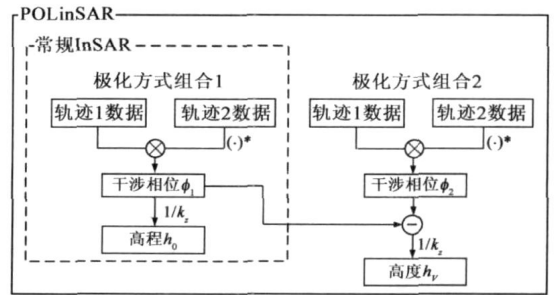 POLinSAR
常规InSAR
极化方式组合1 极化方式组合2
轨迹1数据 轨迹2数据 轨迹1数据 轨迹2数据
(·)* (·)*
干涉相位ϕ₁ 干涉相位ϕ₂
1/k_z
高程h₀
1/k_z
高度h_V